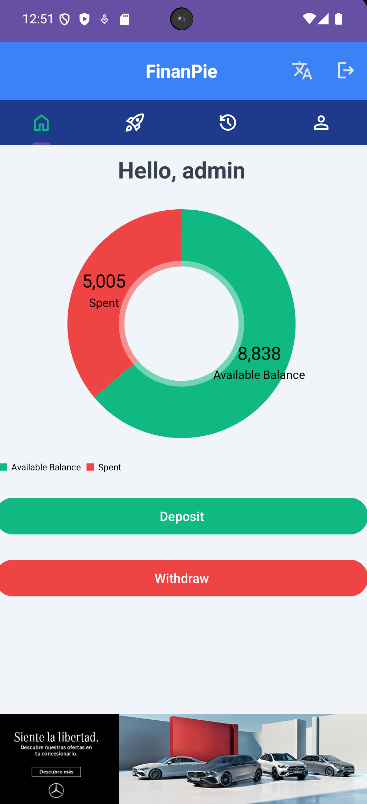 12:51
FinanPie
Hello, admin
5,005
Spent
8,838
Available Balance
Available Balance
Spent
Deposit
Withdraw
Siente la libertad.
Descubre nuestras ofertas en
tu concesionario.
Descubre más